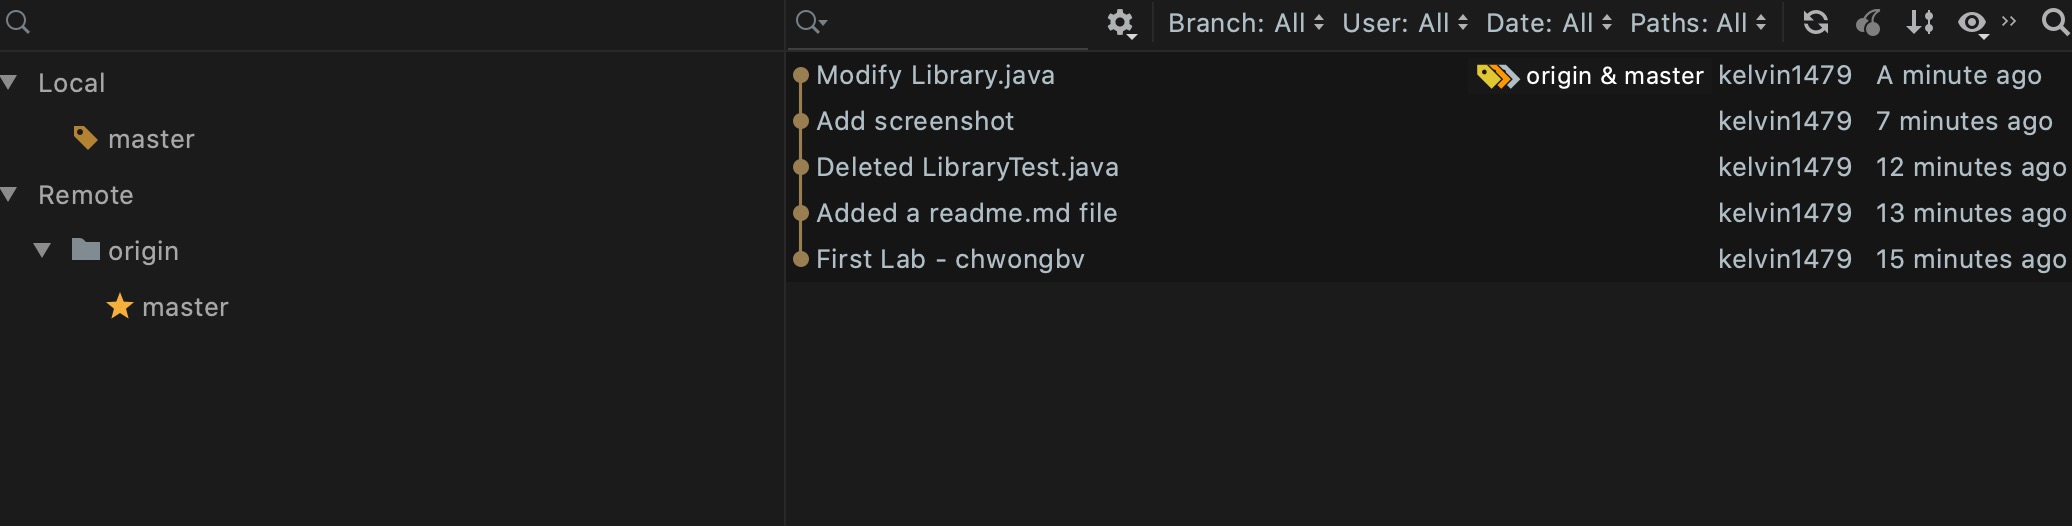 Branch: All User: All Date: All Paths: All
Local
master
Remote
origin
master
Modify Library.java origin & master kelvin1479 A minute ago
Add screenshot kelvin1479 7 minutes ago
Deleted LibraryTest.java kelvin1479 12 minutes ago
Added a readme.md file kelvin1479 13 minutes ago
First Lab - chwongbv kelvin1479 15 minutes ago